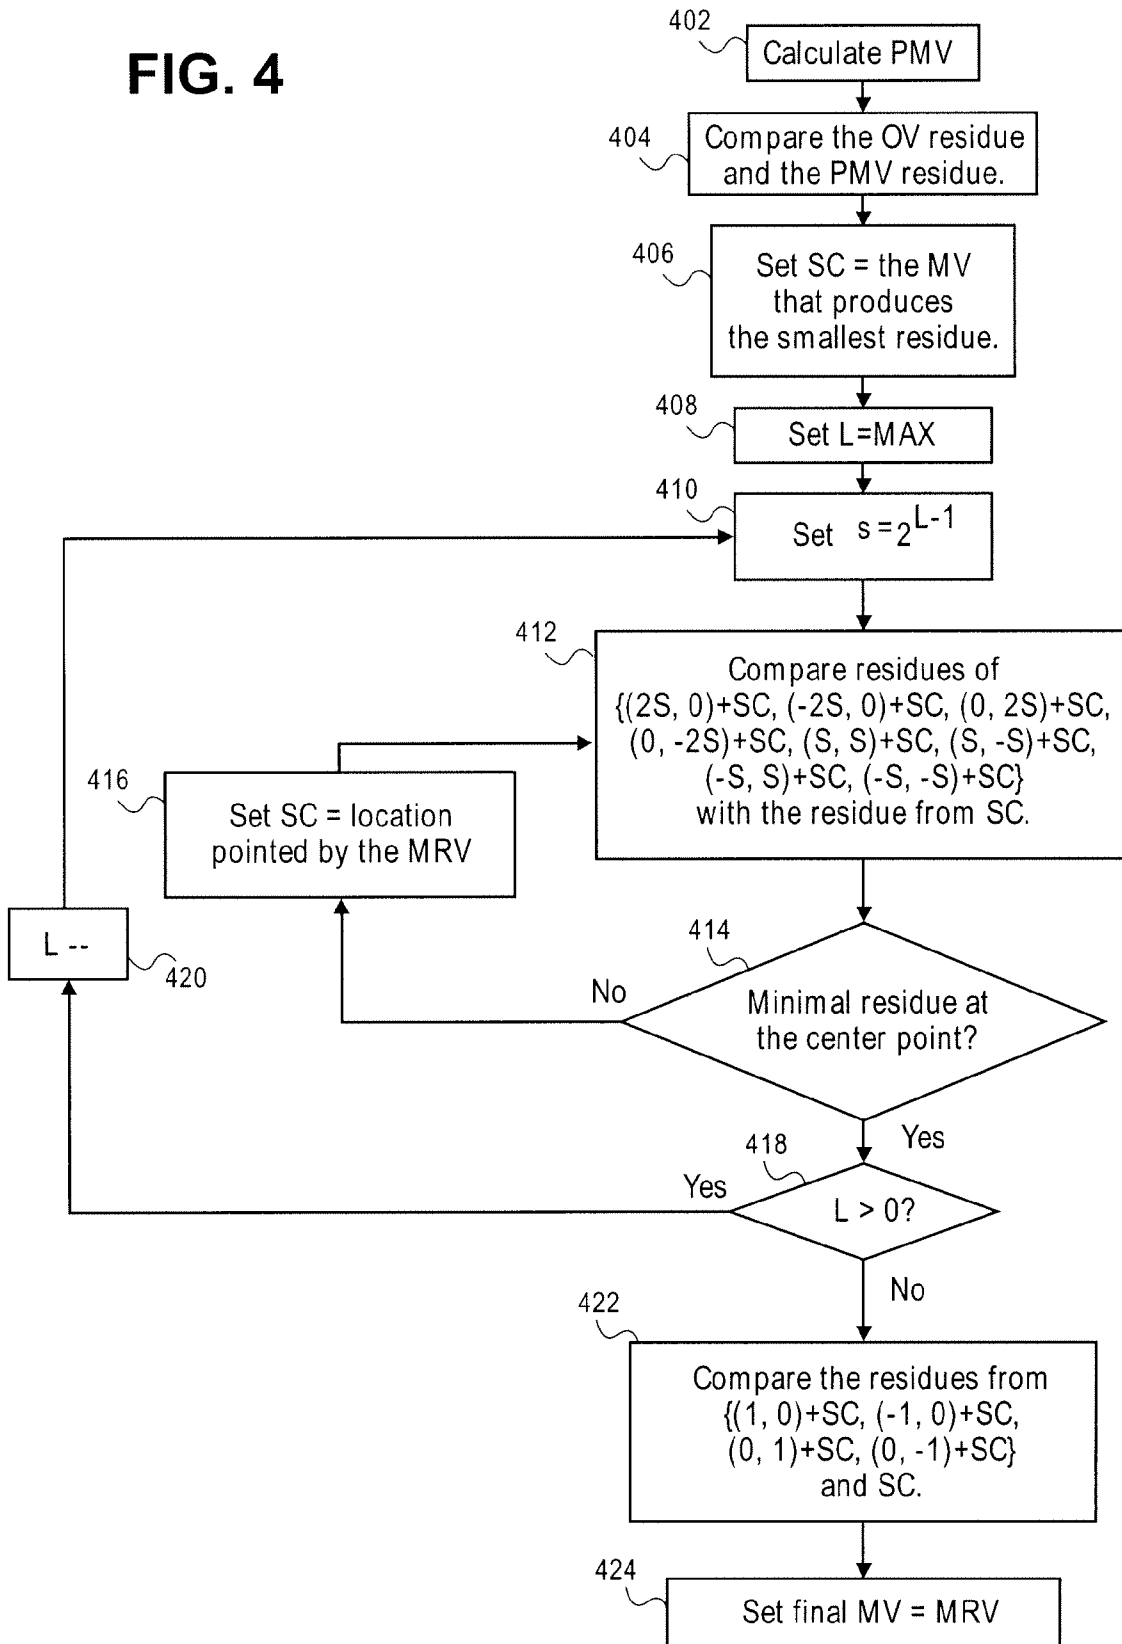 FIG. 4
402
Calculate PMV
404
Compare the OV residue
and the PMV residue.
406
Set SC = the MV
that produces
the smallest residue.
408
Set L=MAX
410
Set s=2^L-1
412
Compare residues of
{(2S, 0)+SC, (-2S, 0)+SC, (0, 2S)+SC,
(0, -2S)+SC, (S, S)+SC, (S, -S)+SC,
(-S, S)+SC, (-S, -S)+SC}
with the residue from SC.
416
Set SC = location
pointed by the MRV
414
Minimal residue at
the center point?
No
Yes
L --
420
418
L > 0?
Yes
No
422
Compare the residues from
{(1, 0)+SC, (-1, 0)+SC,
(0, 1)+SC, (0, -1)+SC}
and SC.
424
Set final MV = MRV